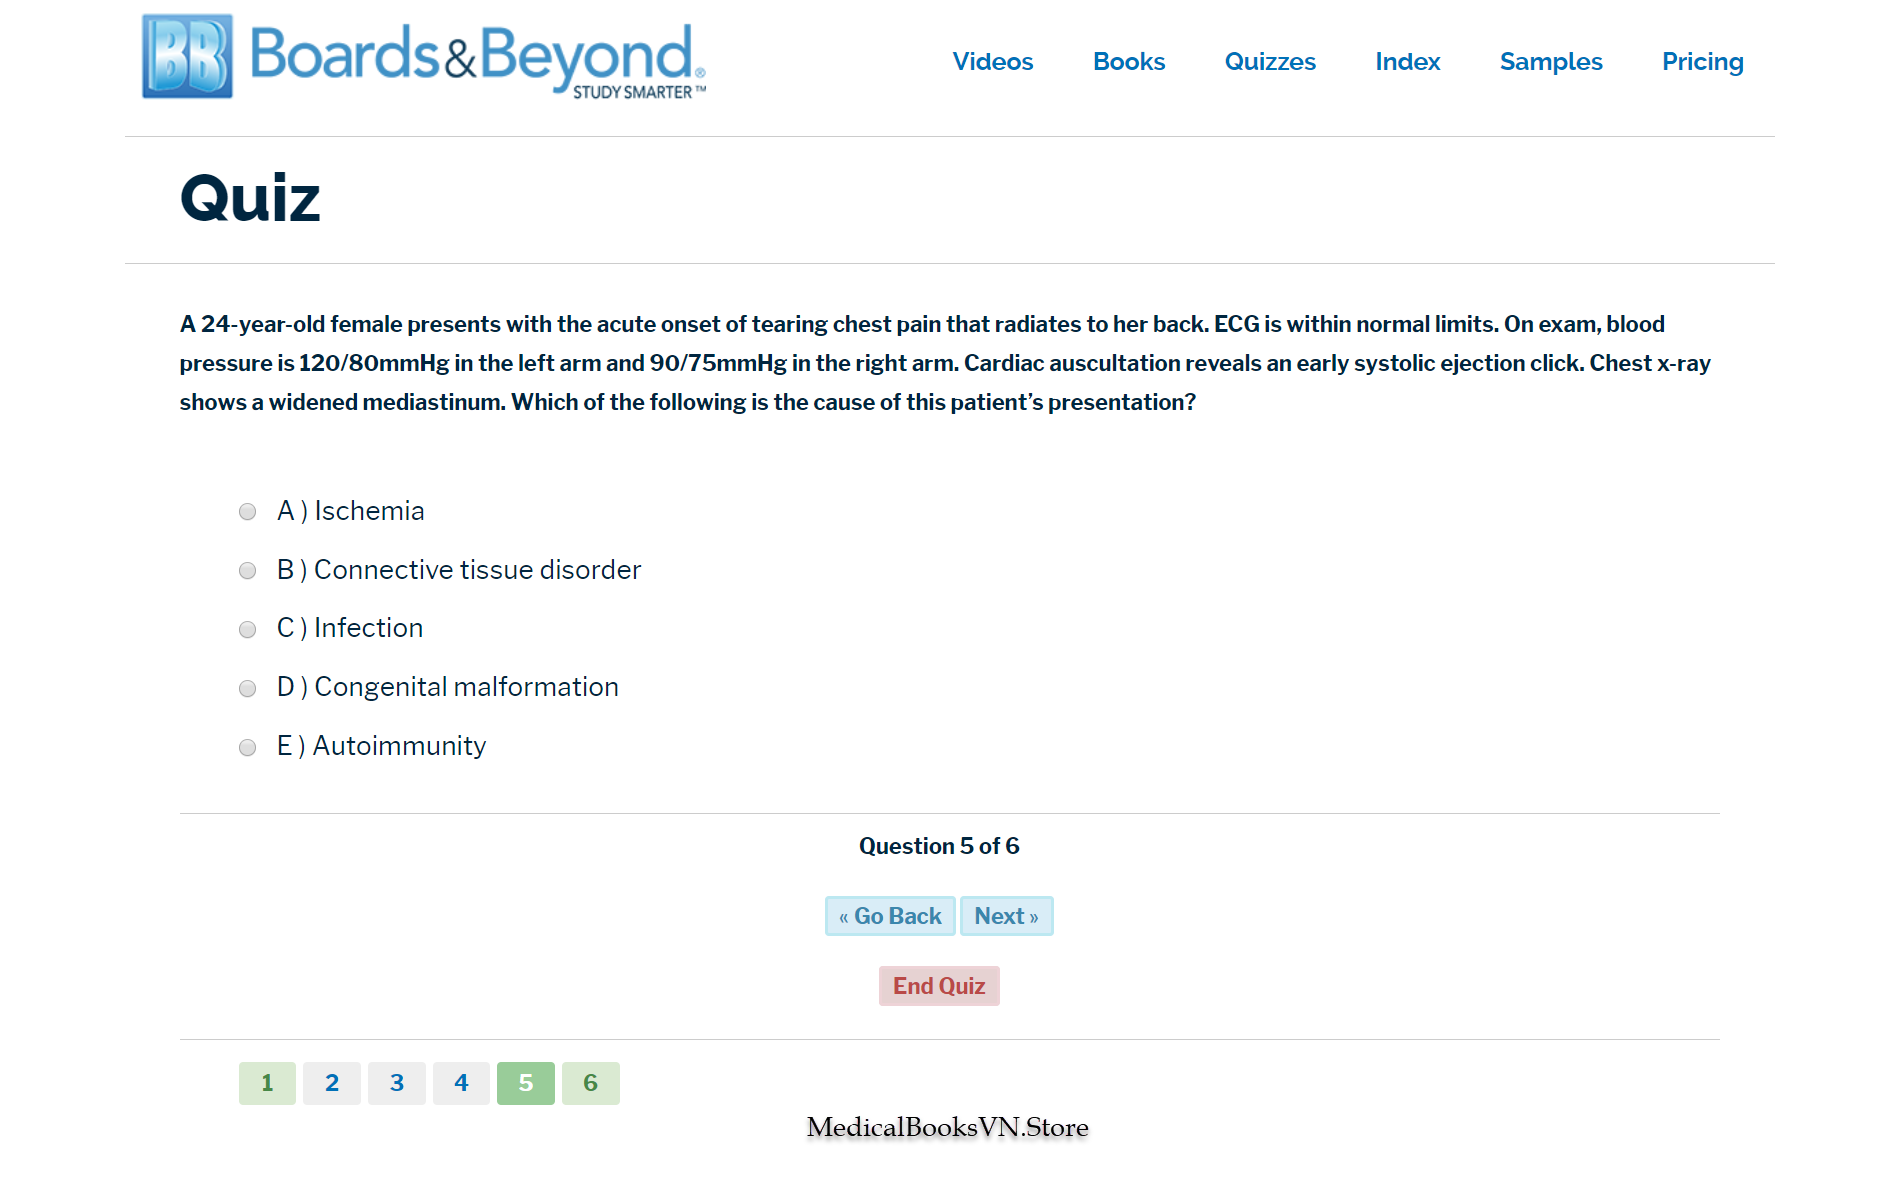 BB Boards&Beyond®
STUDY SMARTER™
Videos Books Quizzes Index Samples Pricing
Quiz
A 24-year-old female presents with the acute onset of tearing chest pain that radiates to her back. ECG is within normal limits. On exam, blood
pressure is 120/80mmHg in the left arm and 90/75mmHg in the right arm. Cardiac auscultation reveals an early systolic ejection click. Chest x-ray
shows a widened mediastinum. Which of the following is the cause of this patient’s presentation?
A ) Ischemia
B ) Connective tissue disorder
C ) Infection
D ) Congenital malformation
E ) Autoimmunity
Question 5 of 6
« Go Back Next »
End Quiz
1 2 3 4 5 6
MedicalBooksVN.Store